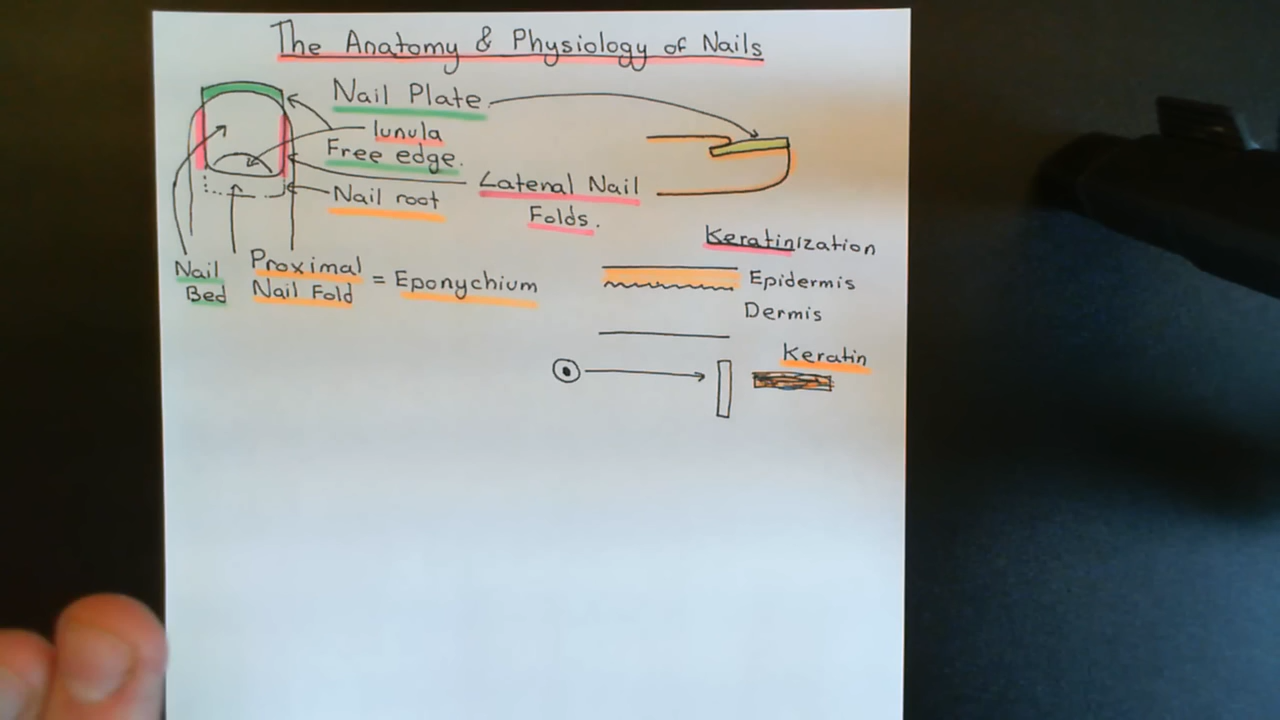 The Anatomy & Physiology of Nails
Nail Plate.
lunula
Free edge.
Nail root
Lateral Nail
Folds.
Nail
Bed
Proximal
Nail Fold
= Eponychium
Keratinization
Epidermis
Dermis
Keratin